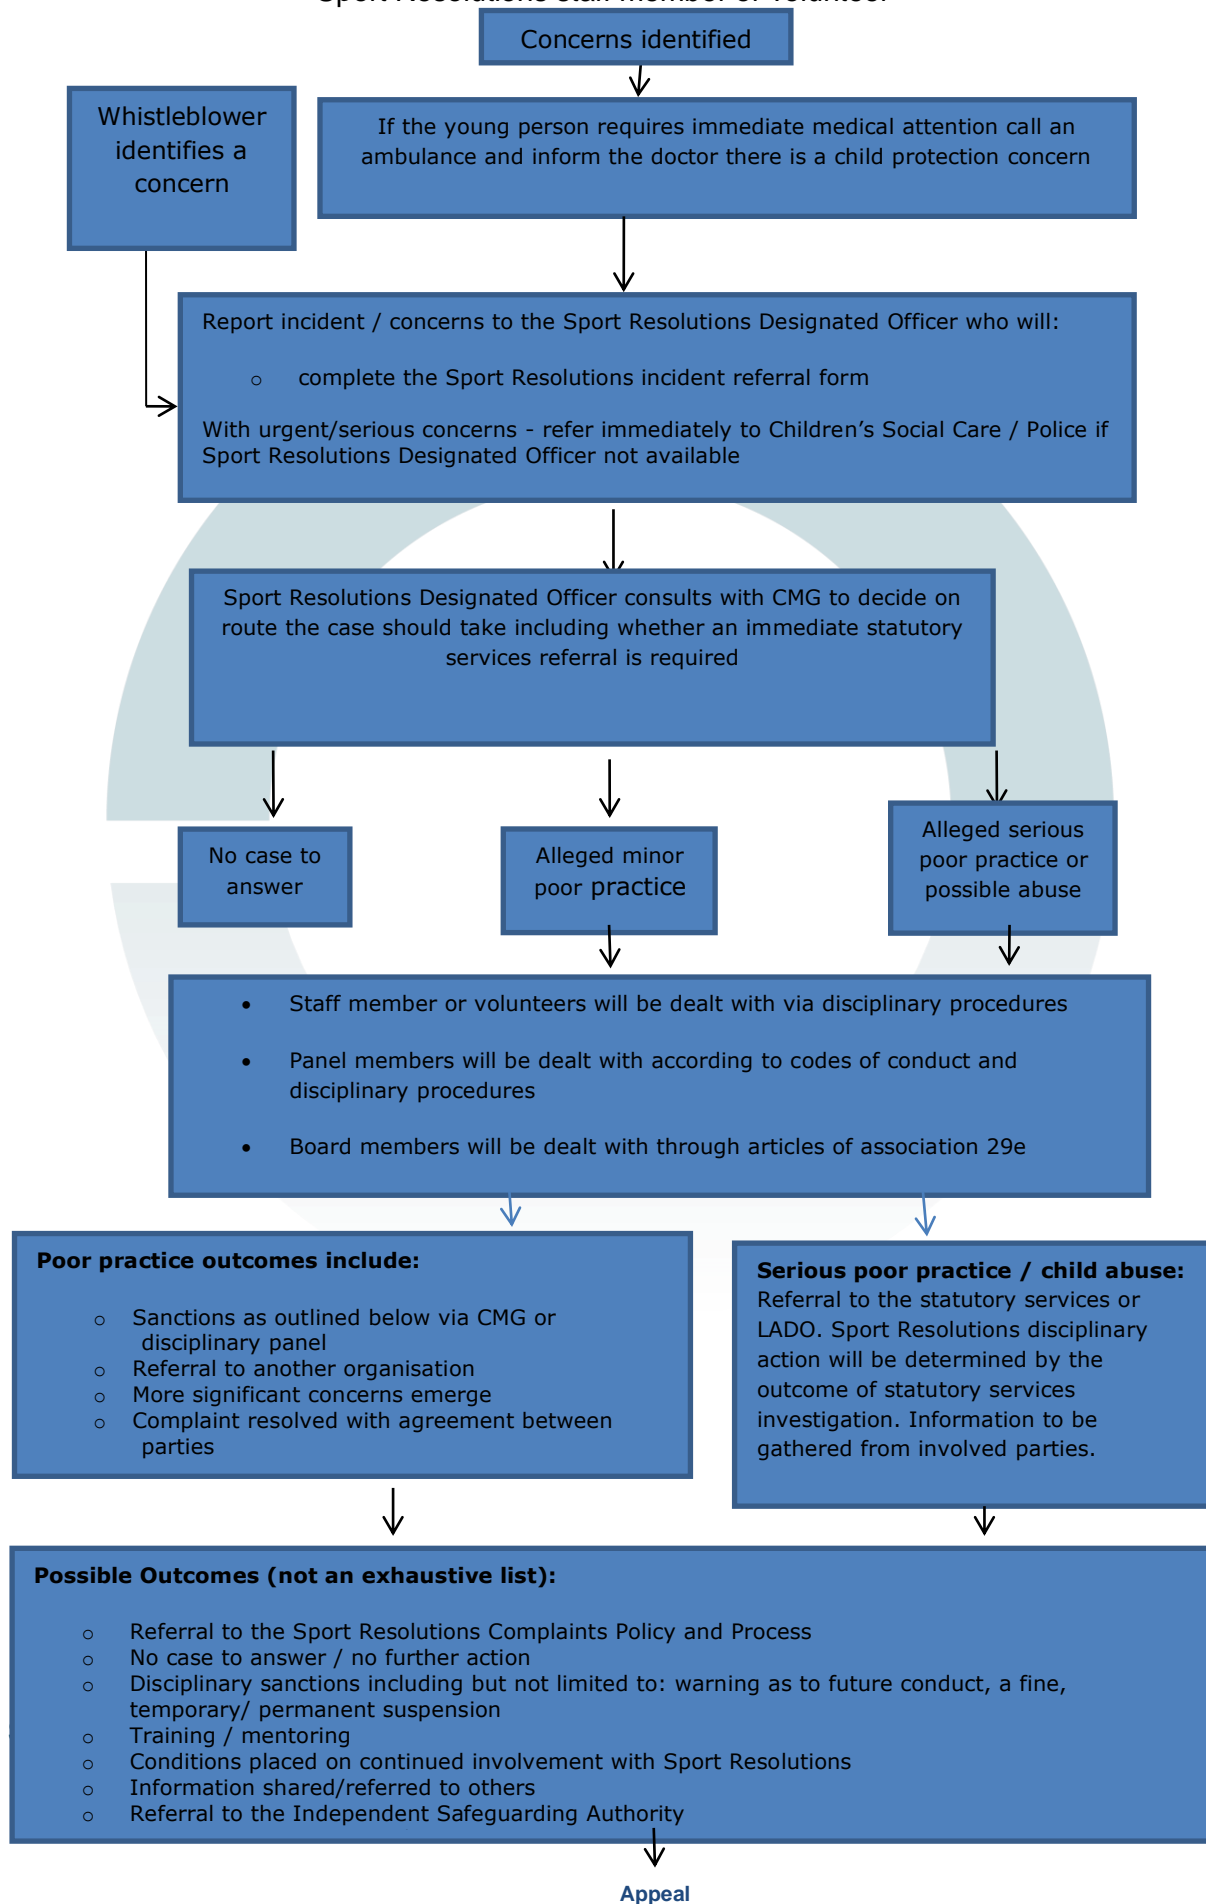 Sport Resolutions staff member or volunteer
Concerns identified
Whistleblower
identifies a
concern
If the young person requires immediate medical attention call an
ambulance and inform the doctor there is a child protection concern
Report incident / concerns to the Sport Resolutions Designated Officer who will:
o complete the Sport Resolutions incident referral form
With urgent/serious concerns - refer immediately to Children’s Social Care / Police if
Sport Resolutions Designated Officer not available
Sport Resolutions Designated Officer consults with CMG to decide on
route the case should take including whether an immediate statutory
services referral is required
No case to
answer
Alleged minor
poor practice
Alleged serious
poor practice or
possible abuse
• Staff member or volunteers will be dealt with via disciplinary procedures
• Panel members will be dealt with according to codes of conduct and
disciplinary procedures
• Board members will be dealt with through articles of association 29e
Poor practice outcomes include:
o Sanctions as outlined below via CMG or
disciplinary panel
o Referral to another organisation
o More significant concerns emerge
o Complaint resolved with agreement between
parties
Serious poor practice / child abuse:
Referral to the statutory services or
LADO. Sport Resolutions disciplinary
action will be determined by the
outcome of statutory services
investigation. Information to be
gathered from involved parties.
Possible Outcomes (not an exhaustive list):
o Referral to the Sport Resolutions Complaints Policy and Process
o No case to answer / no further action
o Disciplinary sanctions including but not limited to: warning as to future conduct, a fine,
temporary/ permanent suspension
o Training / mentoring
o Conditions placed on continued involvement with Sport Resolutions
o Information shared/referred to others
o Referral to the Independent Safeguarding Authority
Appeal